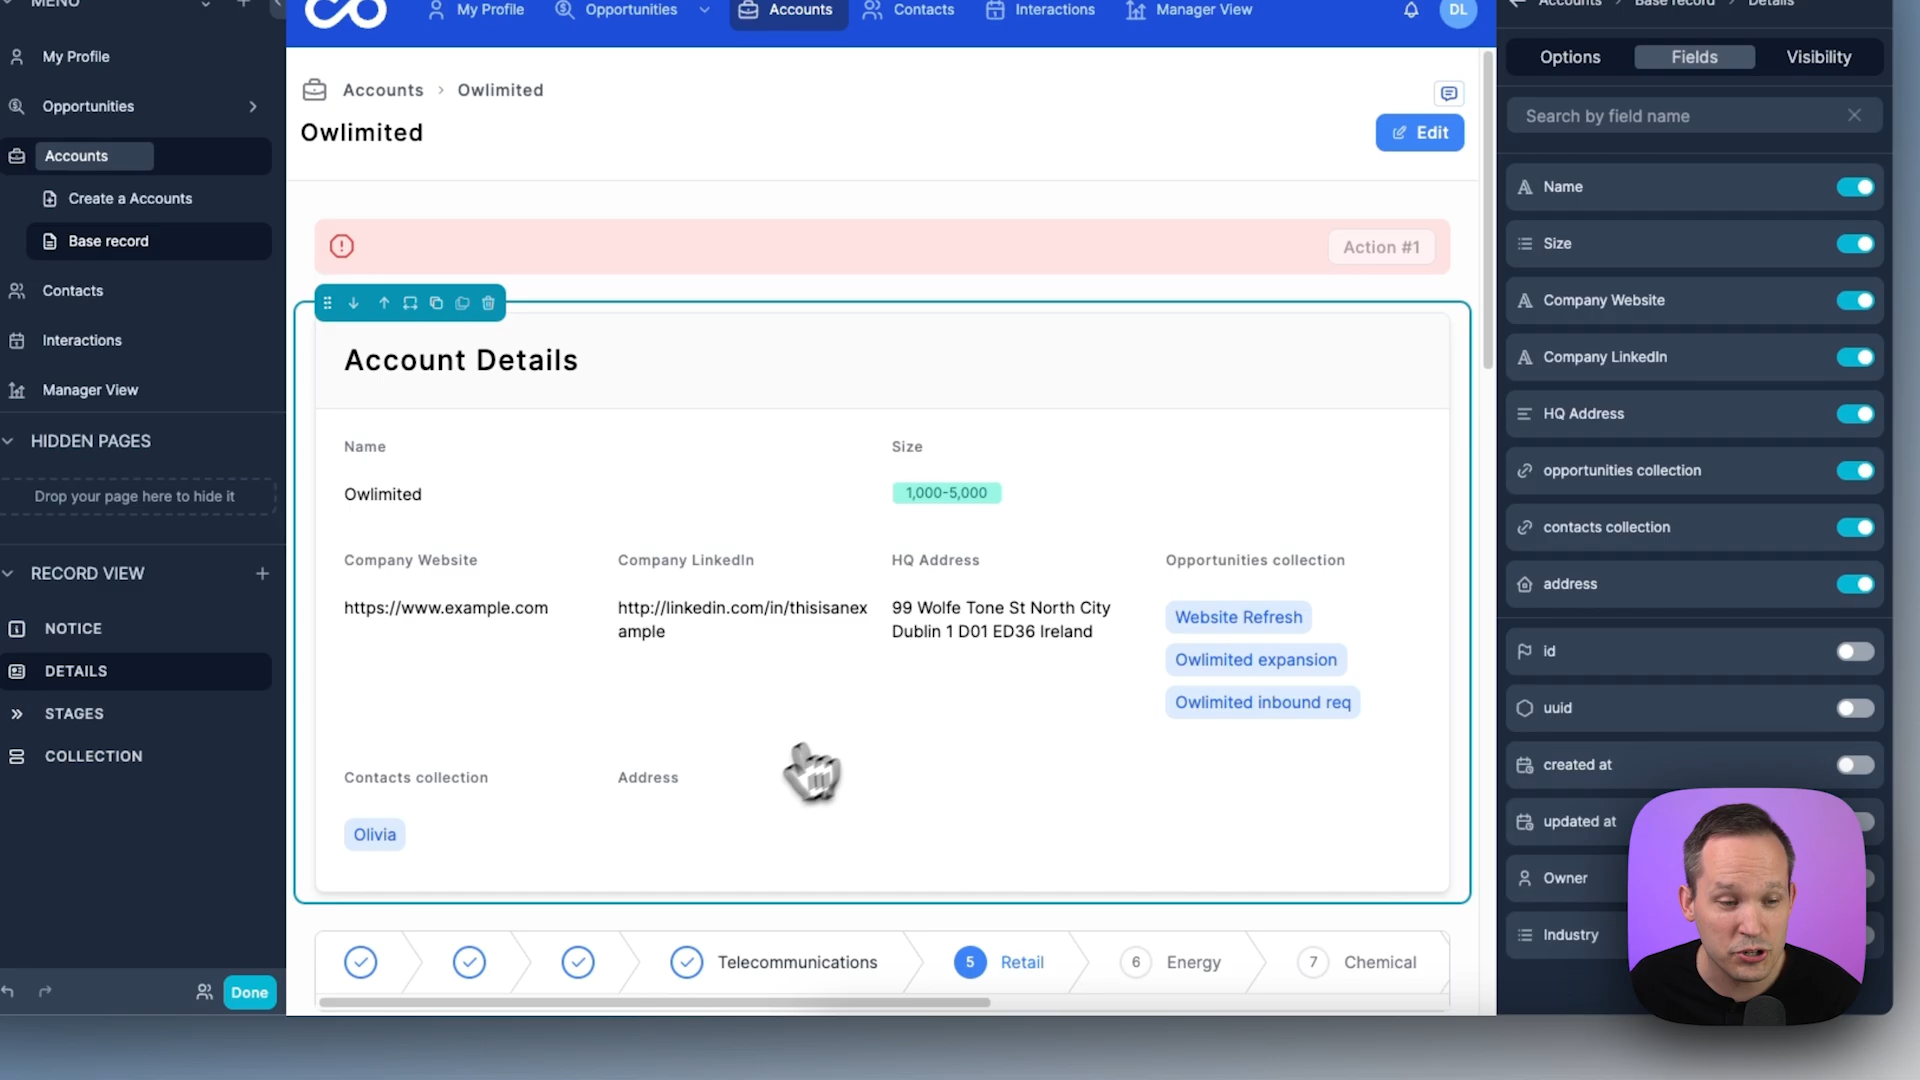 MENU
My Profile
Opportunities
Accounts
Create a Accounts
Base record
Contacts
Interactions
Manager View
HIDDEN PAGES
Drop your page here to hide it
RECORD VIEW
NOTICE
DETAILS
STAGES
COLLECTION
Done
My Profile
Opportunities
Accounts
Contacts
Interactions
Manager View
DL
Accounts
Owlimited
Owlimited
Edit
Action #1
Account Details
Name
Size
Owlimited
1,000-5,000
Company Website
Company LinkedIn
HQ Address
Opportunities collection
https://www.example.com
http://linkedin.com/in/thisisanex
ample
99 Wolfe Tone St North City
Dublin 1 D01 ED36 Ireland
Website Refresh
Owlimited expansion
Owlimited inbound req
Contacts collection
Address
Olivia
Telecommunications
5
Retail
6
Energy
7
Chemical
Accounts
Base record
Details
Options
Fields
Visibility
Search by field name
Name
Size
Company Website
Company LinkedIn
HQ Address
opportunities collection
contacts collection
address
id
uuid
created at
updated at
Owner
Industry